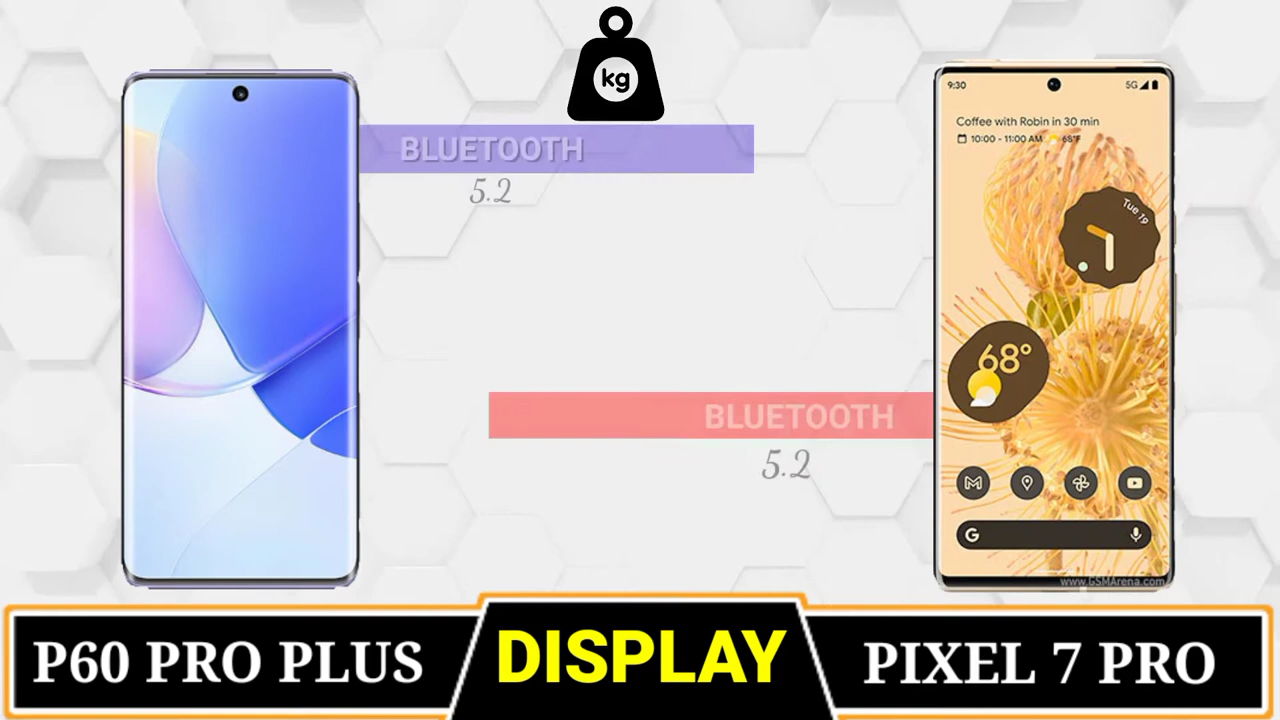 kg
BLUETOOTH
5.2
9:30
5G
Coffee with Robin in 30 min
10:00 - 11:00 AM 68°F
Tue 19
68°
BLUETOOTH
5.2
G
www.GSMArena.com
P60 PRO PLUS
DISPLAY
PIXEL 7 PRO